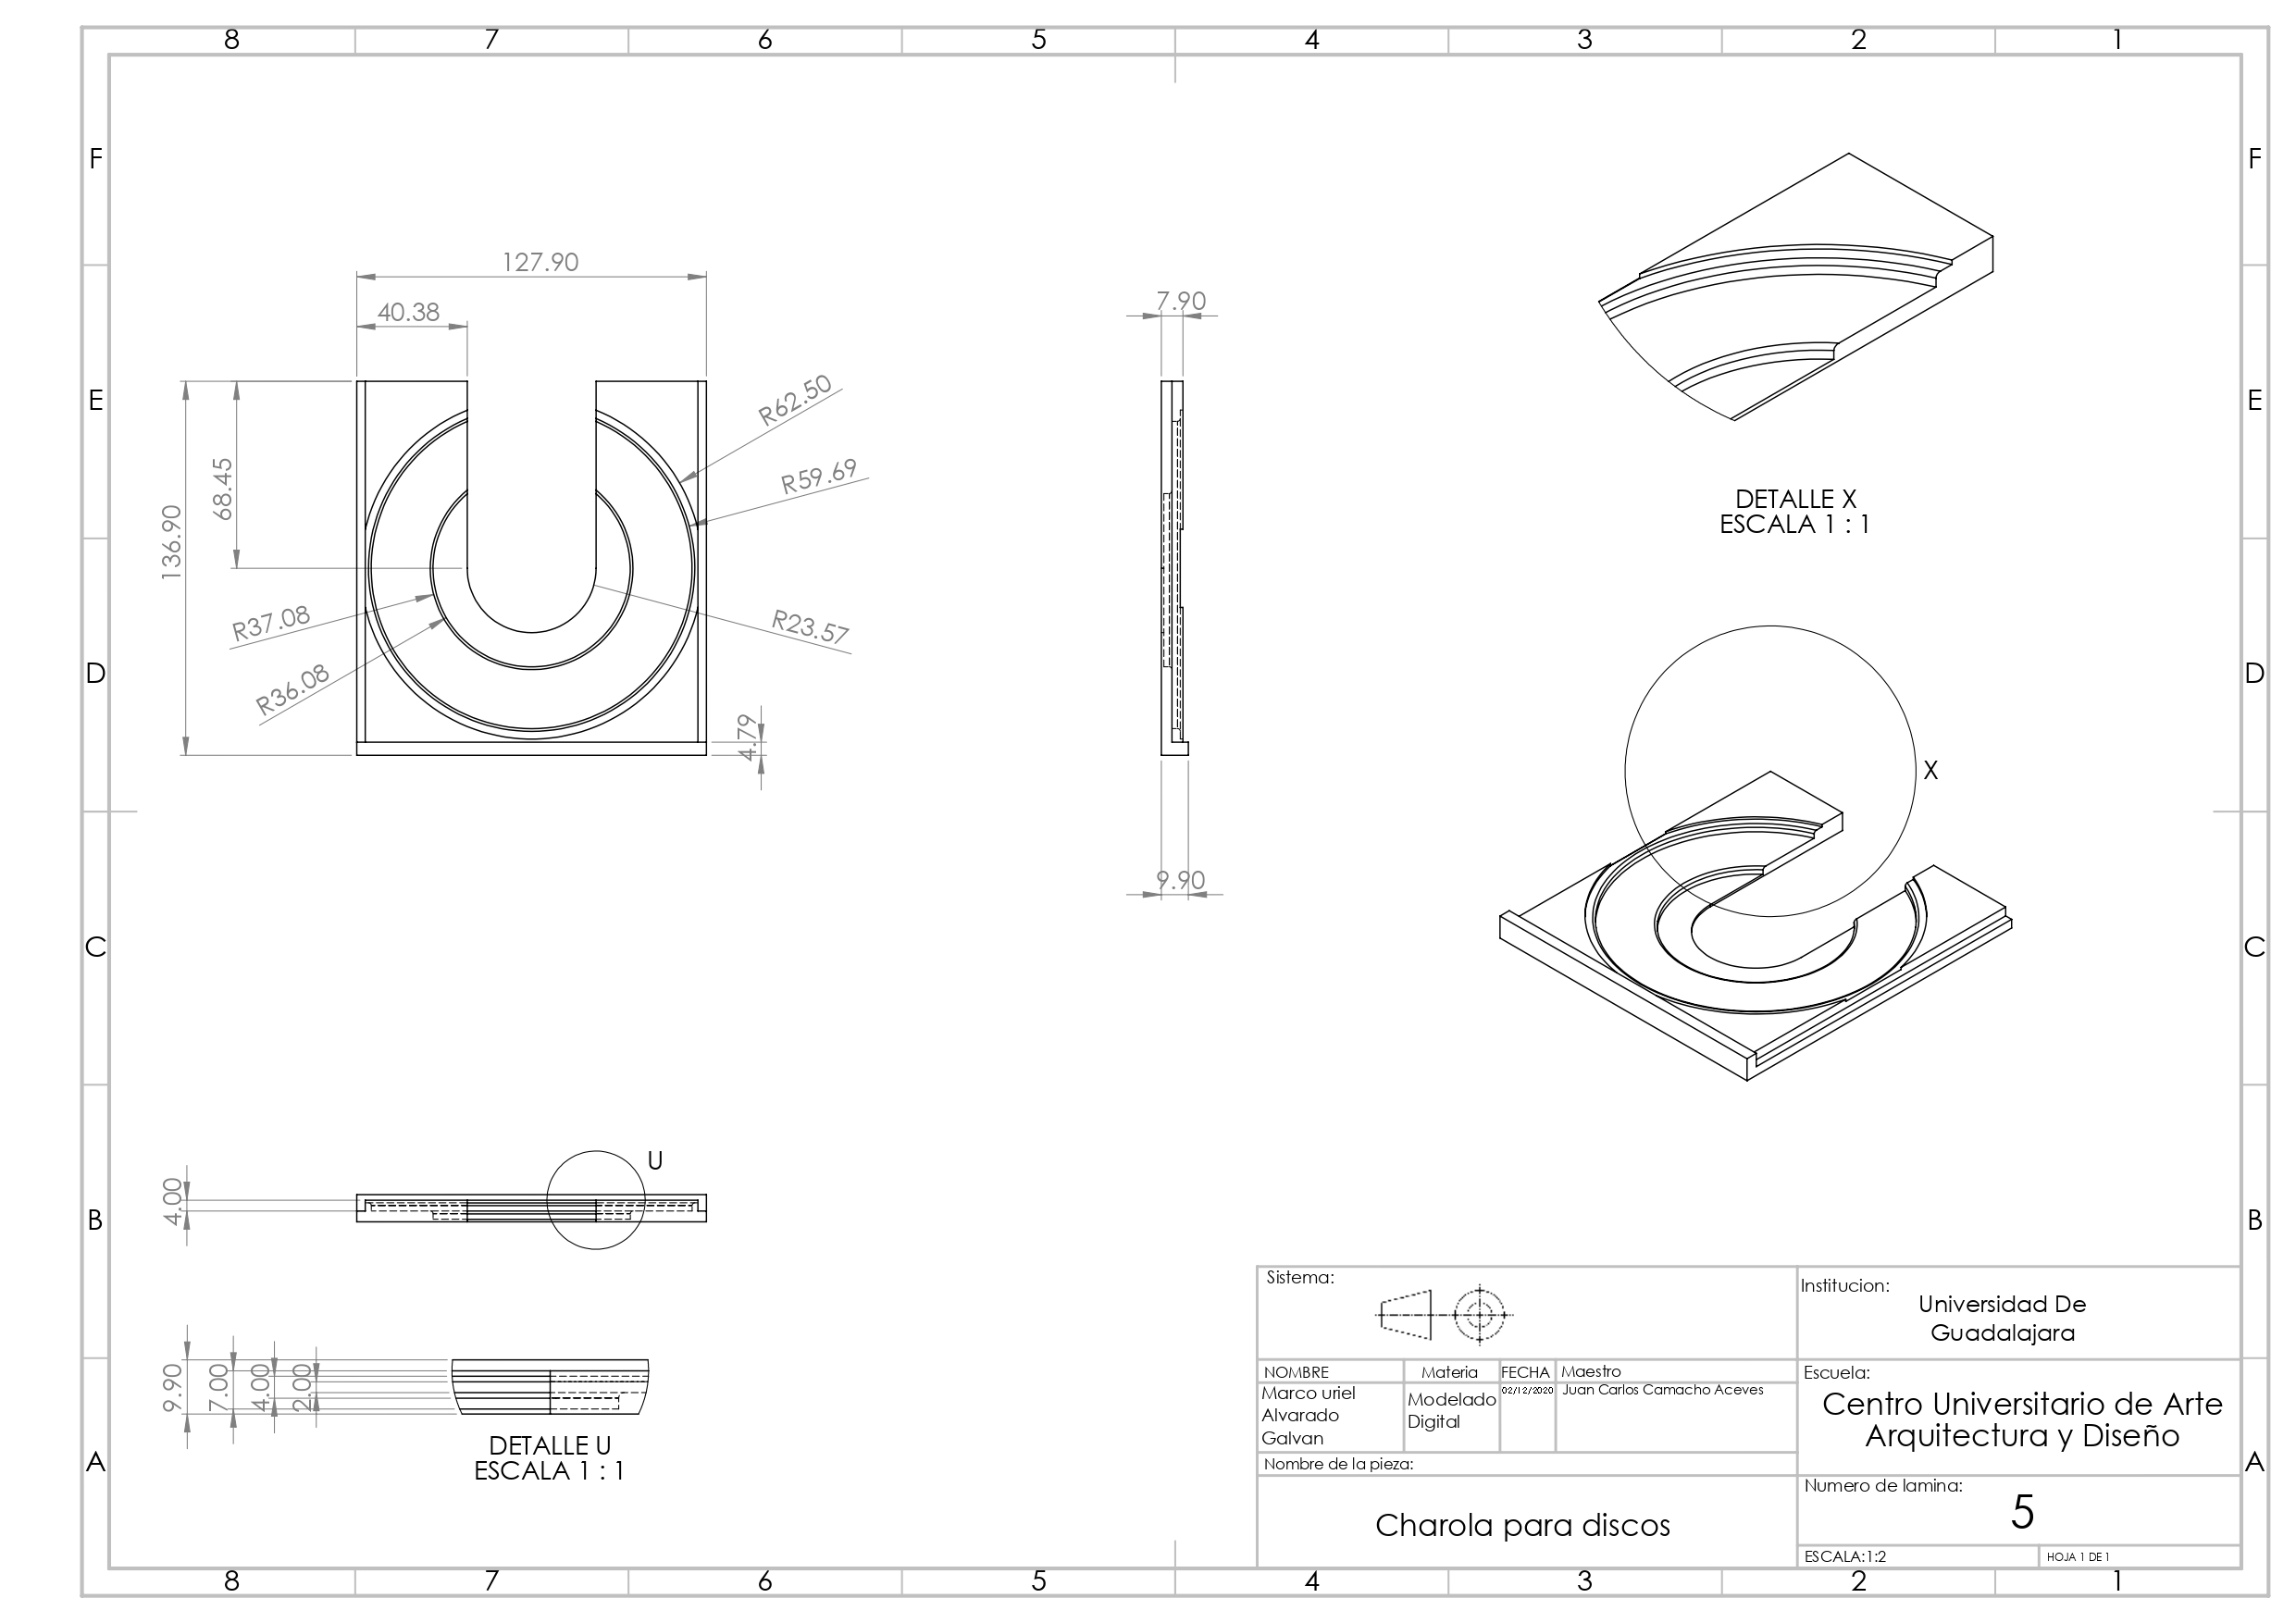 8 7 6 5 4 3 2 1
F F
127.90
7.90
40.38
R62.50
E E
DETALLE X
ESCALA 1 : 1
68.45
R59.69
136.90
R37.08
R23.57
R36.08
D D
4.79
X
9.90
C C
U
4.00
B B
Sistema:
Institucion:
Universidad De
Guadalajara
9.90
7.00
4.00
2.00
NOMBRE Materia FECHA Maestro
Escuela:
Marco uriel
Alvarado
Galvan
Modelado
Digital
02/12/2020
Juan Carlos Camacho Aceves
Centro Universitario de Arte
Arquitectura y Diseño
DETALLE U
ESCALA 1 : 1
A A
Nombre de la pieza:
Charola para discos
Numero de lamina:
5
ESCALA:1:2
HOJA 1 DE 1
8 7 6 5 4 3 2 1